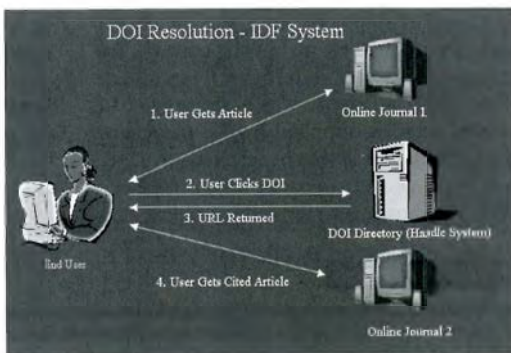 DOI Resolution - IDF System
1. User Gets Article
Online Journal 1
2. User Clicks DOI
3. URL Returned
DOI Directory (Handle System)
End User
4. User Gets Cited Article
Online Journal 2